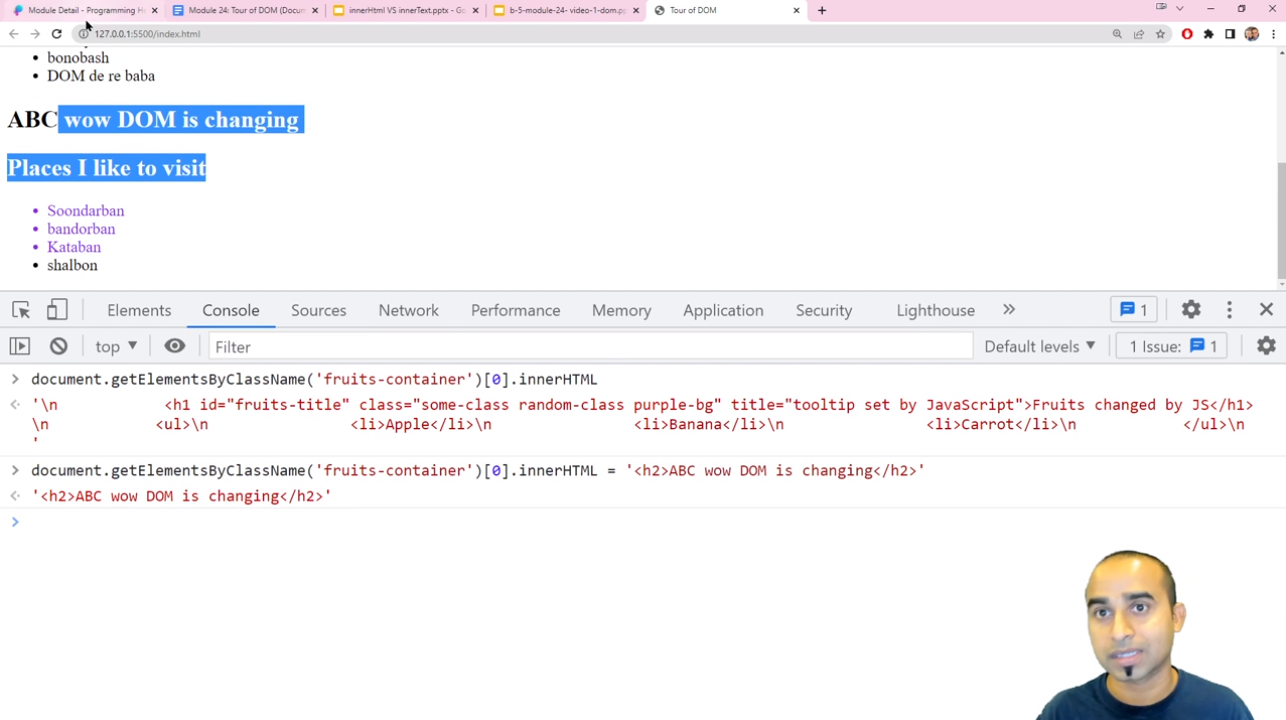 Module Detail - Programming H
Module 24: Tour of DOM (Docum
innerHtml VS innerText.pptx - Go
b-5-module-24- video-1-dom.p
Tour of DOM
127.0.0.1:5500/index.html
bonobash
DOM de re baba
ABC wow DOM is changing
Places I like to visit
Soondarban
bandorban
Kataban
shalbon
Elements Console Sources Network Performance Memory Application Security Lighthouse » 1
top Filter Default levels 1 Issue: 1
> document.getElementsByClassName('fruits-container')[0].innerHTML
'\n <h1 id="fruits-title" class="some-class random-class purple-bg" title="tooltip set by JavaScript">Fruits changed by JS</h1>
\n <ul>\n <li>Apple</li>\n <li>Banana</li>\n <li>Carrot</li>\n </ul>\n
'
> document.getElementsByClassName('fruits-container')[0].innerHTML = '<h2>ABC wow DOM is changing</h2>'
'<h2>ABC wow DOM is changing</h2>'
>